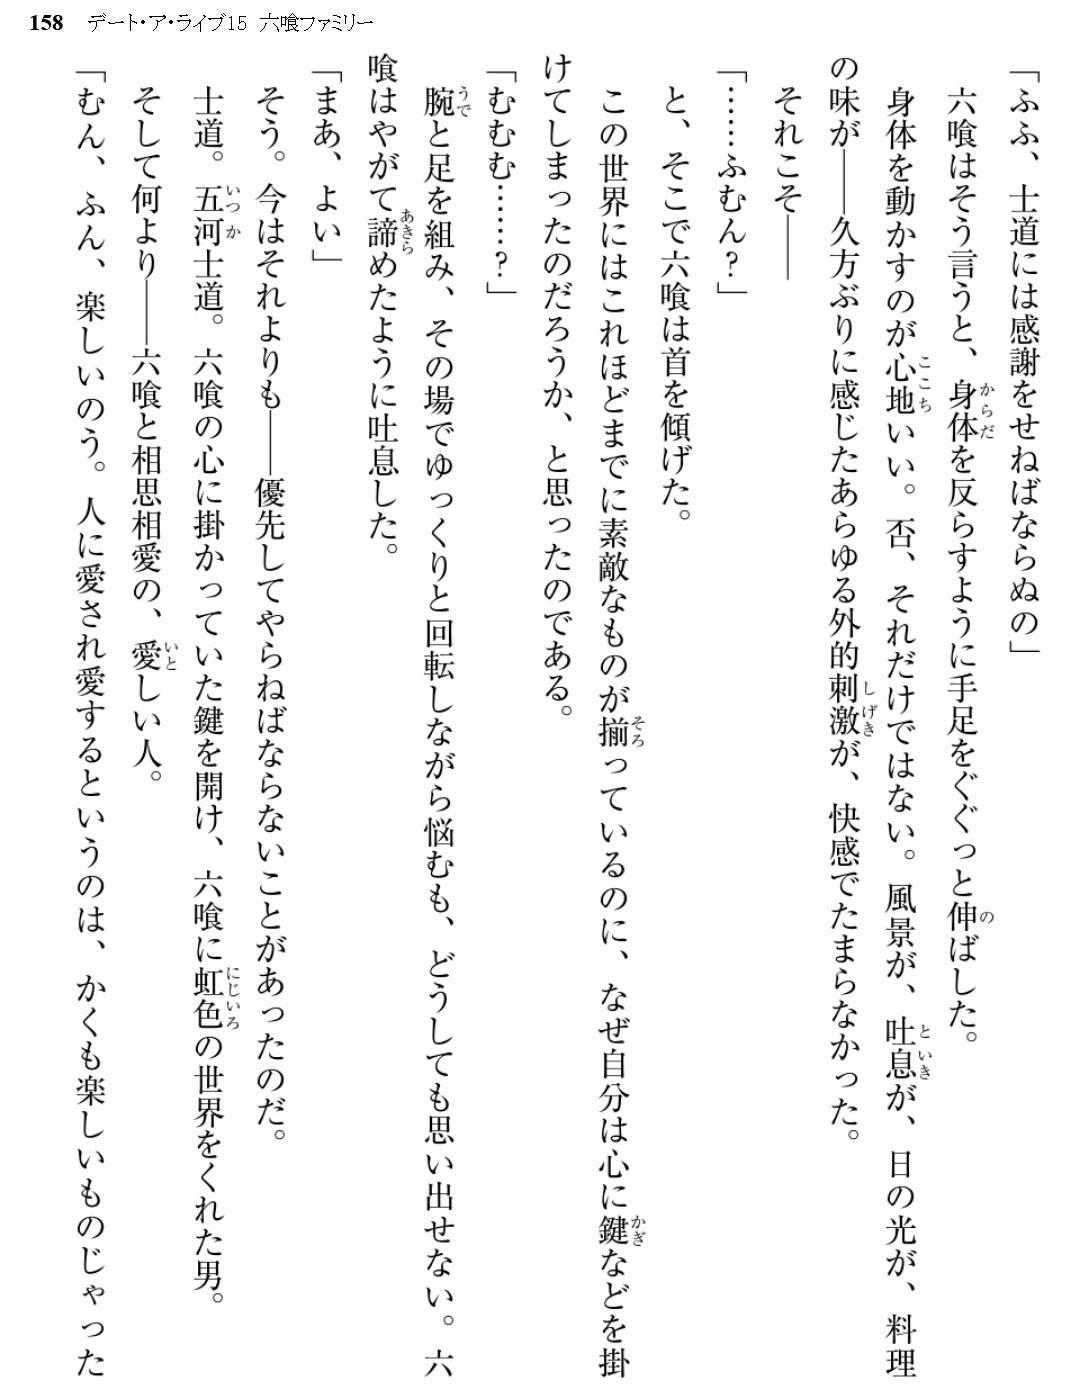 158 デート・ア・ライブ15 六喰ファミリー
「ふふ、士道には感謝をせねばならぬの」
六喰はそう言うと、身体を反らすように手足をぐぐっと伸ばした。
身体を動かすのが心地いい。否、それだけではない。風景が、吐息が、日の光が、料理
の味が――久方ぶりに感じたあらゆる外的刺激が、快感でたまらなかった。
それこそ――
「……ふむん?」
と、そこで六喰は首を傾げた。
この世界にはこれほどまでに素敵なものが揃っているのに、なぜ自分は心に鍵などを掛
けてしまったのだろうか、と思ったのである。
「むむむ……?」
腕と足を組み、その場でゆっくりと回転しながら悩むも、どうしても思い出せない。六
喰はやがて諦めたように吐息した。
「まあ、よい」
そう。今はそれよりも――優先してやらねばならないことがあったのだ。
士道。五河士道。六喰の心に掛かっていた鍵を開け、六喰に虹色の世界をくれた男。
そして何より――六喰と相思相愛の、愛しい人。
「むん、ふん、楽しいのう。人に愛され愛するというのは、かくも楽しいものじゃった